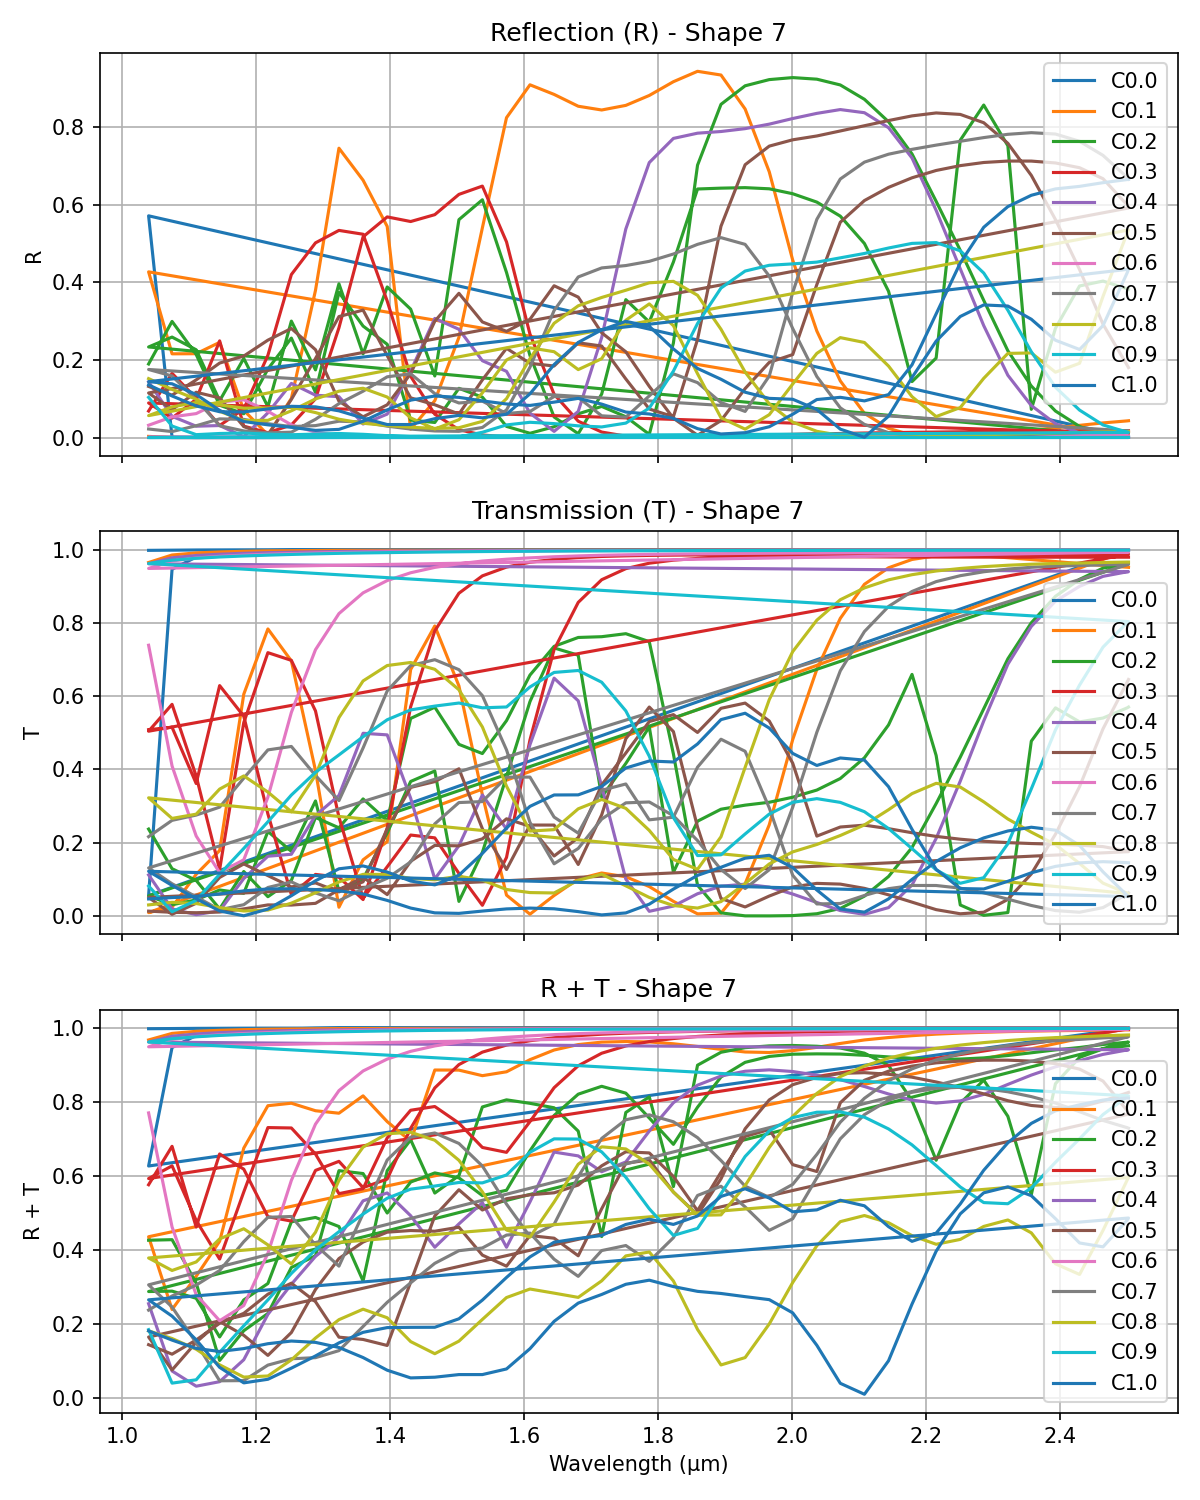 Reflection (R) - Shape 7
R
0.8
0.6
0.4
0.2
0.0
C0.0
C0.1
C0.2
C0.3
C0.4
C0.5
C0.6
C0.7
C0.8
C0.9
C1.0
Transmission (T) - Shape 7
T
1.0
0.8
0.6
0.4
0.2
0.0
C0.0
C0.1
C0.2
C0.3
C0.4
C0.5
C0.6
C0.7
C0.8
C0.9
C1.0
R + T - Shape 7
R + T
1.0
0.8
0.6
0.4
0.2
0.0
C0.0
C0.1
C0.2
C0.3
C0.4
C0.5
C0.6
C0.7
C0.8
C0.9
C1.0
1.0 1.2 1.4 1.6 1.8 2.0 2.2 2.4
Wavelength (μm)